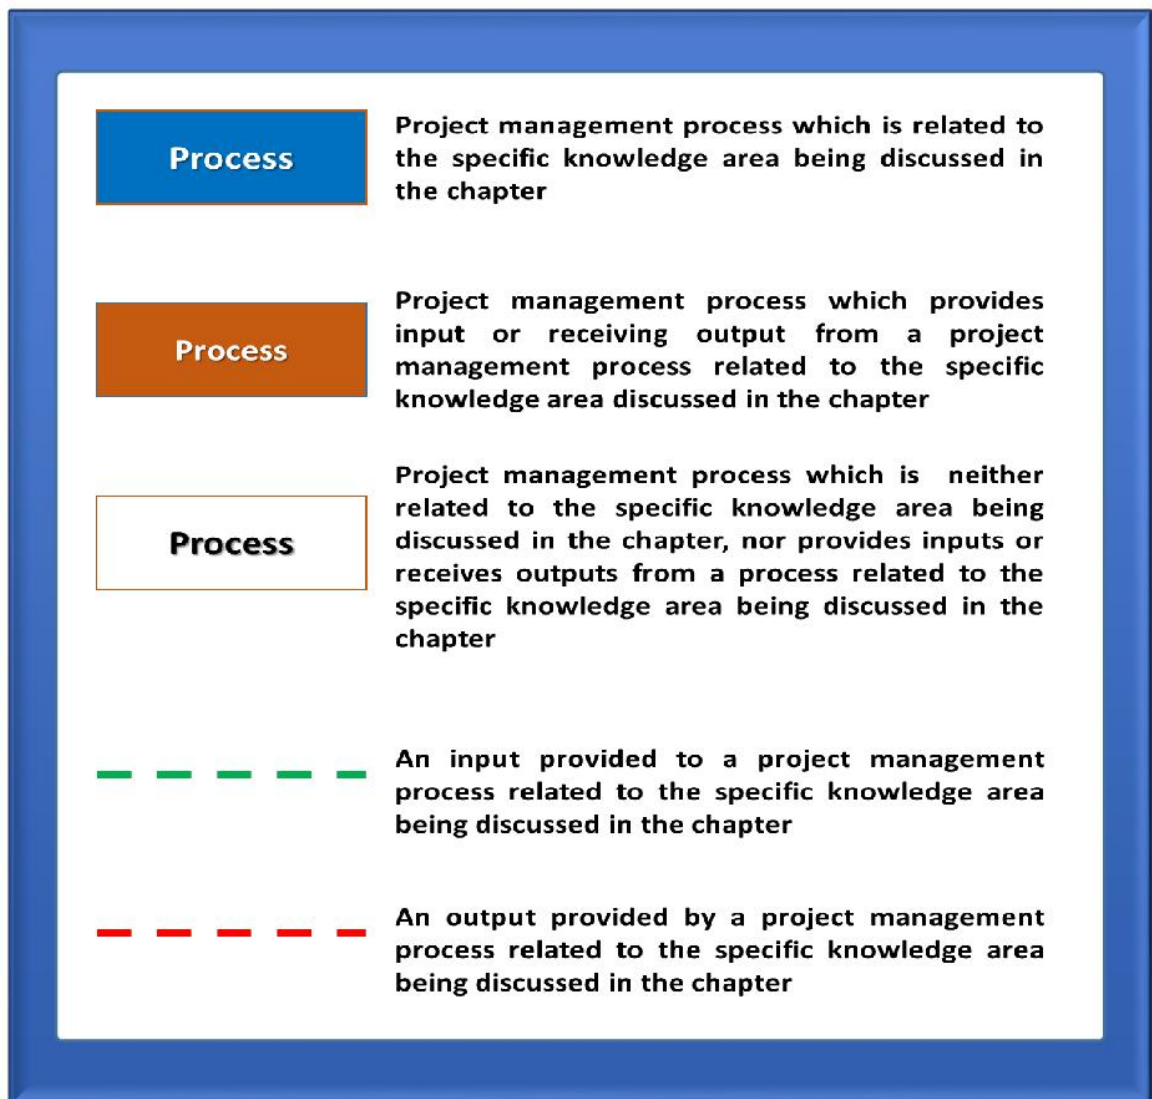 Process
Project management process which is related to
the specific knowledge area being discussed in
the chapter
Process
Project management process which provides
input or receiving output from a project
management process related to the specific
knowledge area discussed in the chapter
Process
Project management process which is neither
related to the specific knowledge area being
discussed in the chapter, nor provides inputs or
receives outputs from a process related to the
specific knowledge area being discussed in the
chapter
An input provided to a project management
process related to the specific knowledge area
being discussed in the chapter
An output provided by a project management
process related to the specific knowledge area
being discussed in the chapter